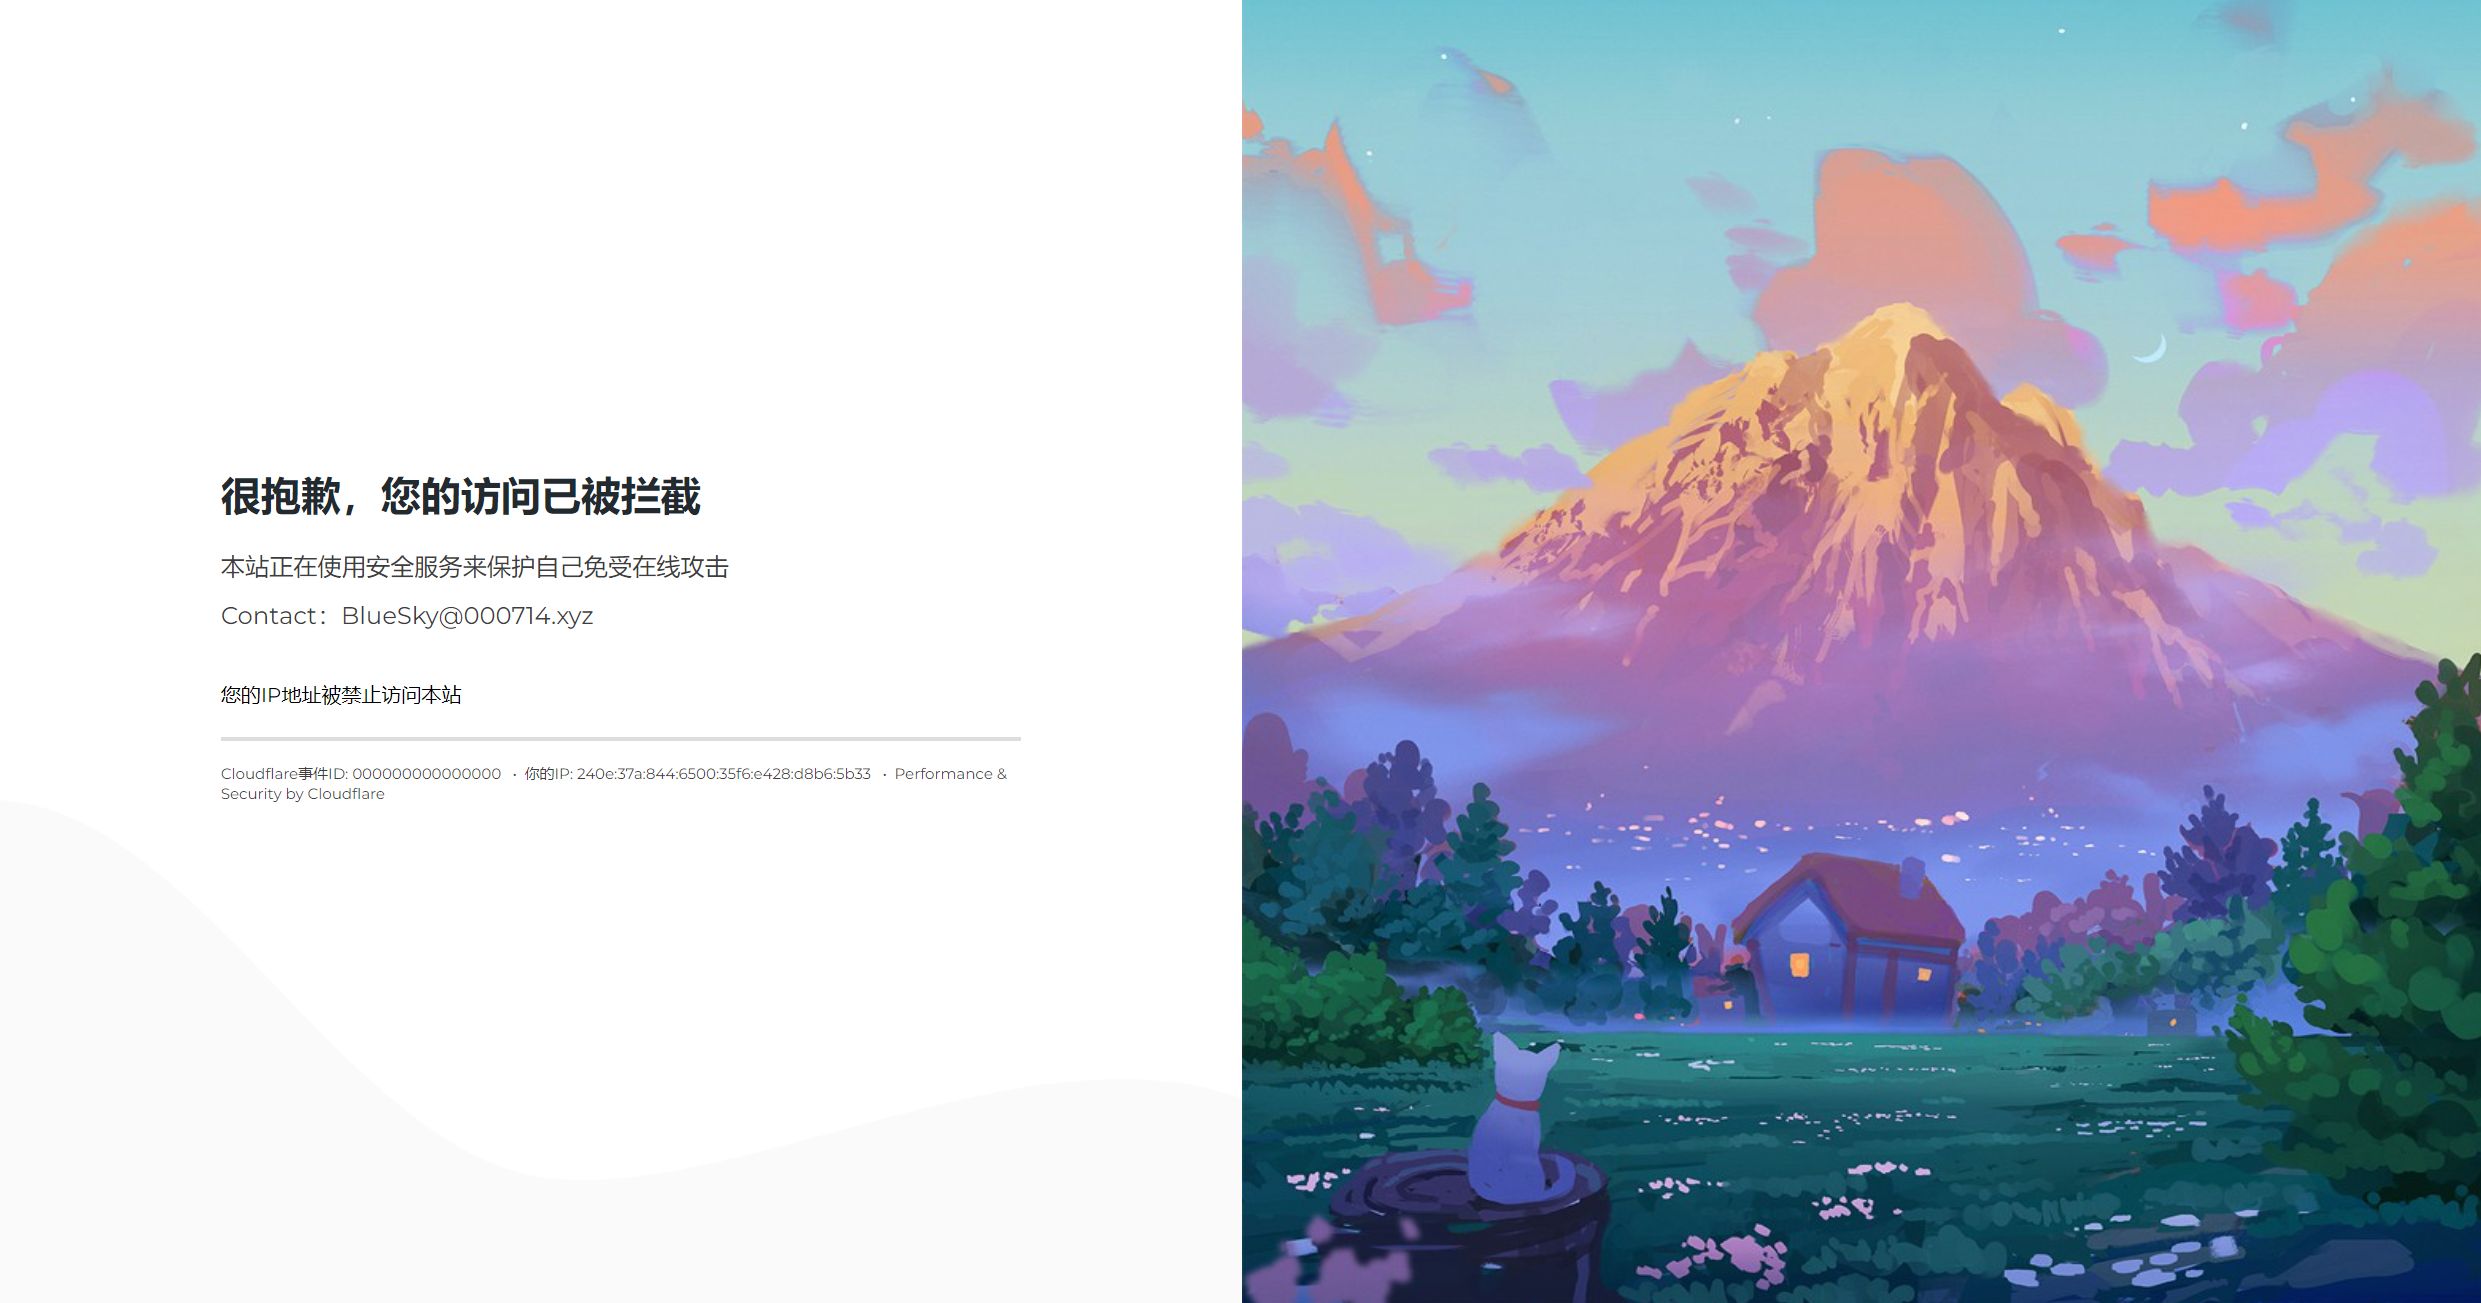 很抱歉，您的访问已被拦截
本站正在使用安全服务来保护自己免受在线攻击
Contact：BlueSky@000714.xyz
您的IP地址被禁止访问本站
Cloudflare事件ID: 000000000000000 • 你的IP: 240e:37a:844:6500:35f6:e428:d8b6:5b33 • Performance &
Security by Cloudflare